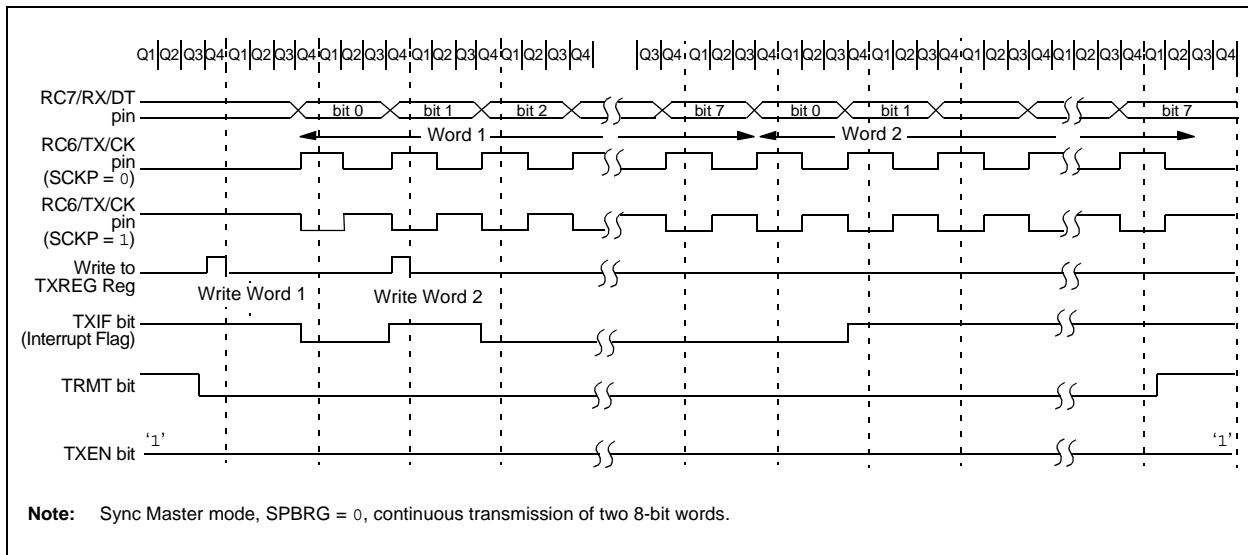 Q1 Q2 Q3 Q4 Q1 Q2 Q3 Q4 Q1 Q2 Q3 Q4 Q1 Q2 Q3 Q4 Q1 Q2 Q3 Q4 Q3 Q4 Q1 Q2 Q3 Q4 Q1 Q2 Q3 Q4 Q1 Q2 Q3 Q4 Q1 Q2 Q3 Q4 Q1 Q2 Q3 Q4 Q1 Q2 Q3 Q4
RC7/RX/DT
pin
bit 0 bit 1 bit 2 bit 7 bit 0 bit 1 bit 7
Word 1 Word 2
RC6/TX/CK
pin
(SCKP = 0)
RC6/TX/CK
pin
(SCKP = 1)
Write to
TXREG Reg
Write Word 1 Write Word 2
TXIF bit
(Interrupt Flag)
TRMT bit
TXEN bit
‘1’ ‘1’
Note: Sync Master mode, SPBRG = 0, continuous transmission of two 8-bit words.